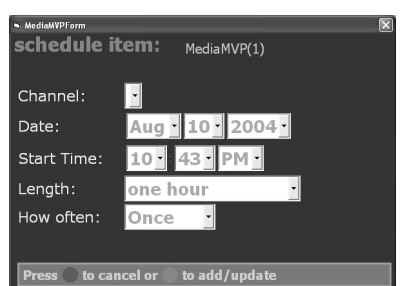 MediaMVPForm
schedule item: MediaMVP(1)
Channel:
Date: Aug 10 2004
Start Time: 10 : 43 PM
Length: one hour
How often: Once
Press to cancel or to add/update